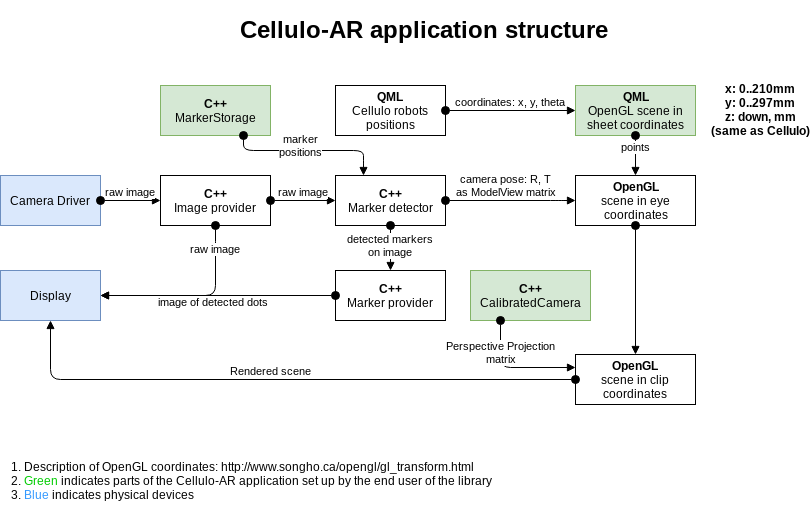 Cellulo-AR application structure
C++
MarkerStorage
QML
Cellulo robots
positions
coordinates: x, y, theta
QML
OpenGL scene in
sheet coordinates
x: 0..210mm
y: 0..297mm
z: down, mm
(same as Cellulo)
marker
positions
points
Camera Driver
raw image
C++
Image provider
raw image
C++
Marker detector
camera pose: R, T
as ModelView matrix
OpenGL
scene in eye
coordinates
raw image
detected markers
on image
Display
image of detected dots
C++
Marker provider
C++
CalibratedCamera
Perspective Projection
matrix
OpenGL
scene in clip
coordinates
Rendered scene
1. Description of OpenGL coordinates: http://www.songho.ca/opengl/gl_transform.html
2. Green indicates parts of the Cellulo-AR application set up by the end user of the library
3. Blue indicates physical devices